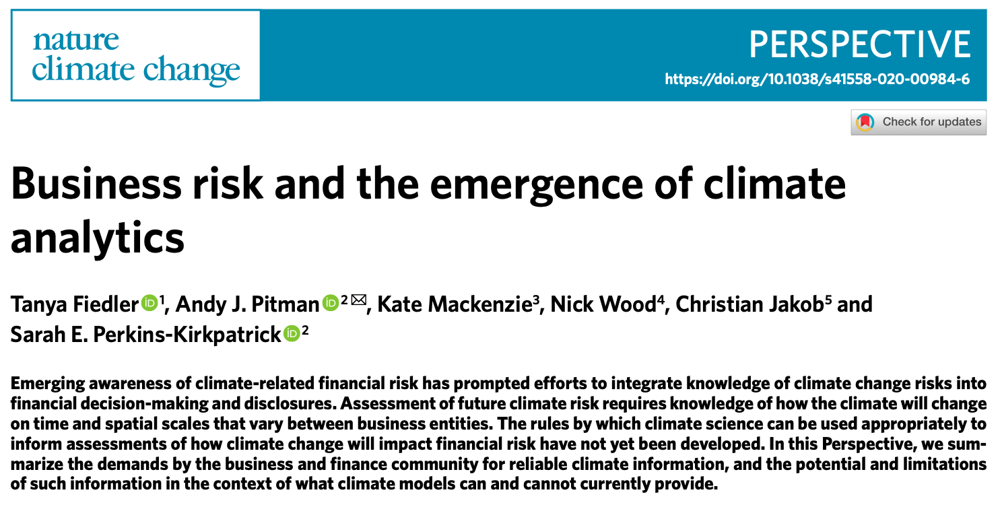 nature
climate change
PERSPECTIVE
https://doi.org/10.1038/s41558-020-00984-6
Check for updates
Business risk and the emergence of climate
analytics
Tanya Fiedler iD 1, Andy J. Pitman iD 2 ✉, Kate Mackenzie3, Nick Wood4, Christian Jakob5 and
Sarah E. Perkins-Kirkpatrick iD 2
Emerging awareness of climate-related financial risk has prompted efforts to integrate knowledge of climate change risks into
financial decision-making and disclosures. Assessment of future climate risk requires knowledge of how the climate will change
on time and spatial scales that vary between business entities. The rules by which climate science can be used appropriately to
inform assessments of how climate change will impact financial risk have not yet been developed. In this Perspective, we sum-
marize the demands by the business and finance community for reliable climate information, and the potential and limitations
of such information in the context of what climate models can and cannot currently provide.